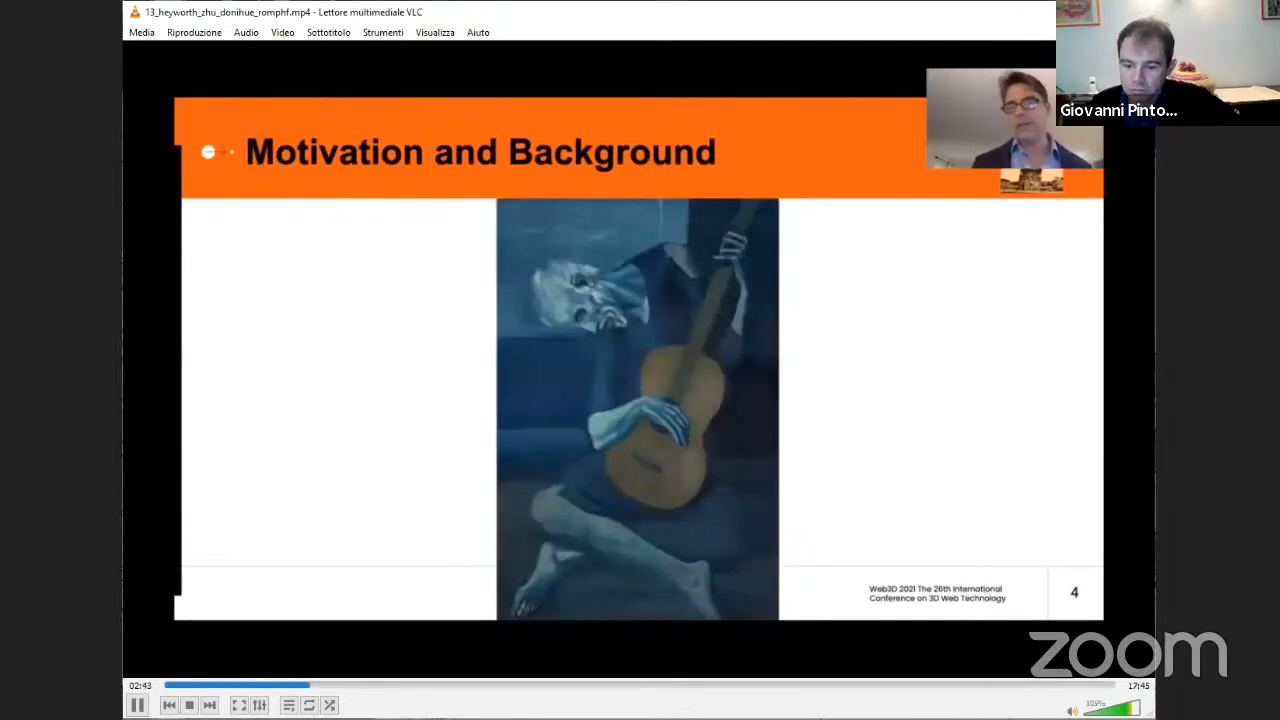 13_heyworth_zhu_donihue_romphf.mp4 - Lettore multimediale VLC
Media Riproduzione Audio Video Sottotitolo Strumenti Visualizza Aiuto
Giovanni Pinto...
Motivation and Background
Web3D 2021 The 26th International
Conference on 3D Web Technology
4
zoom
02:43
17:45
105%